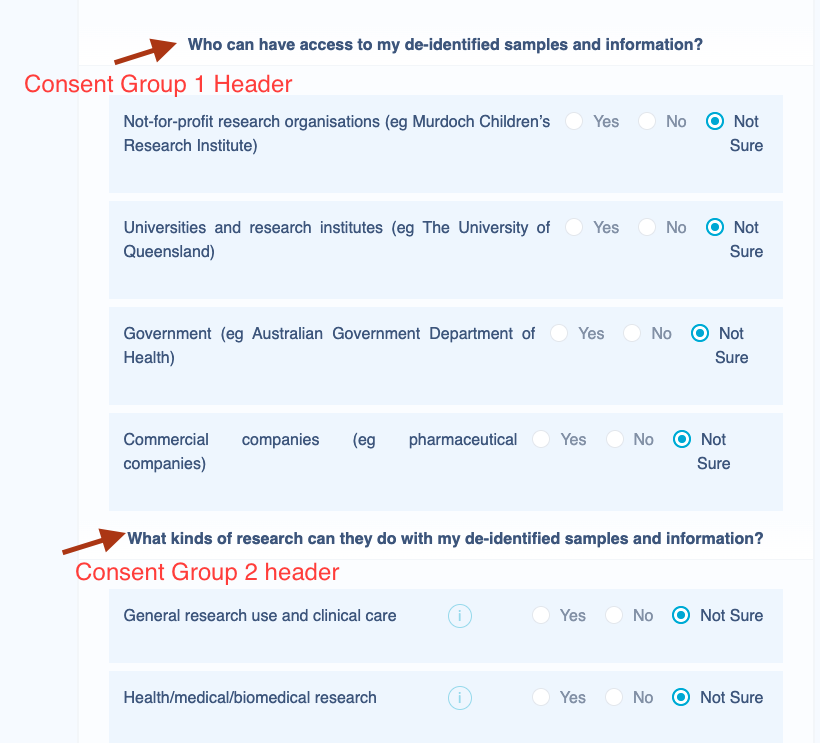 Who can have access to my de-identified samples and information?
Consent Group 1 Header
Not-for-profit research organisations (eg Murdoch Children's Yes No Not
Research Institute) Sure
Universities and research institutes (eg The University of Yes No Not
Queensland) Sure
Government (eg Australian Government Department of Yes No Not
Health) Sure
Commercial companies (eg pharmaceutical Yes No Not
companies) Sure
What kinds of research can they do with my de-identified samples and information?
Consent Group 2 header
General research use and clinical care i Yes No Not Sure
Health/medical/biomedical research i Yes No Not Sure